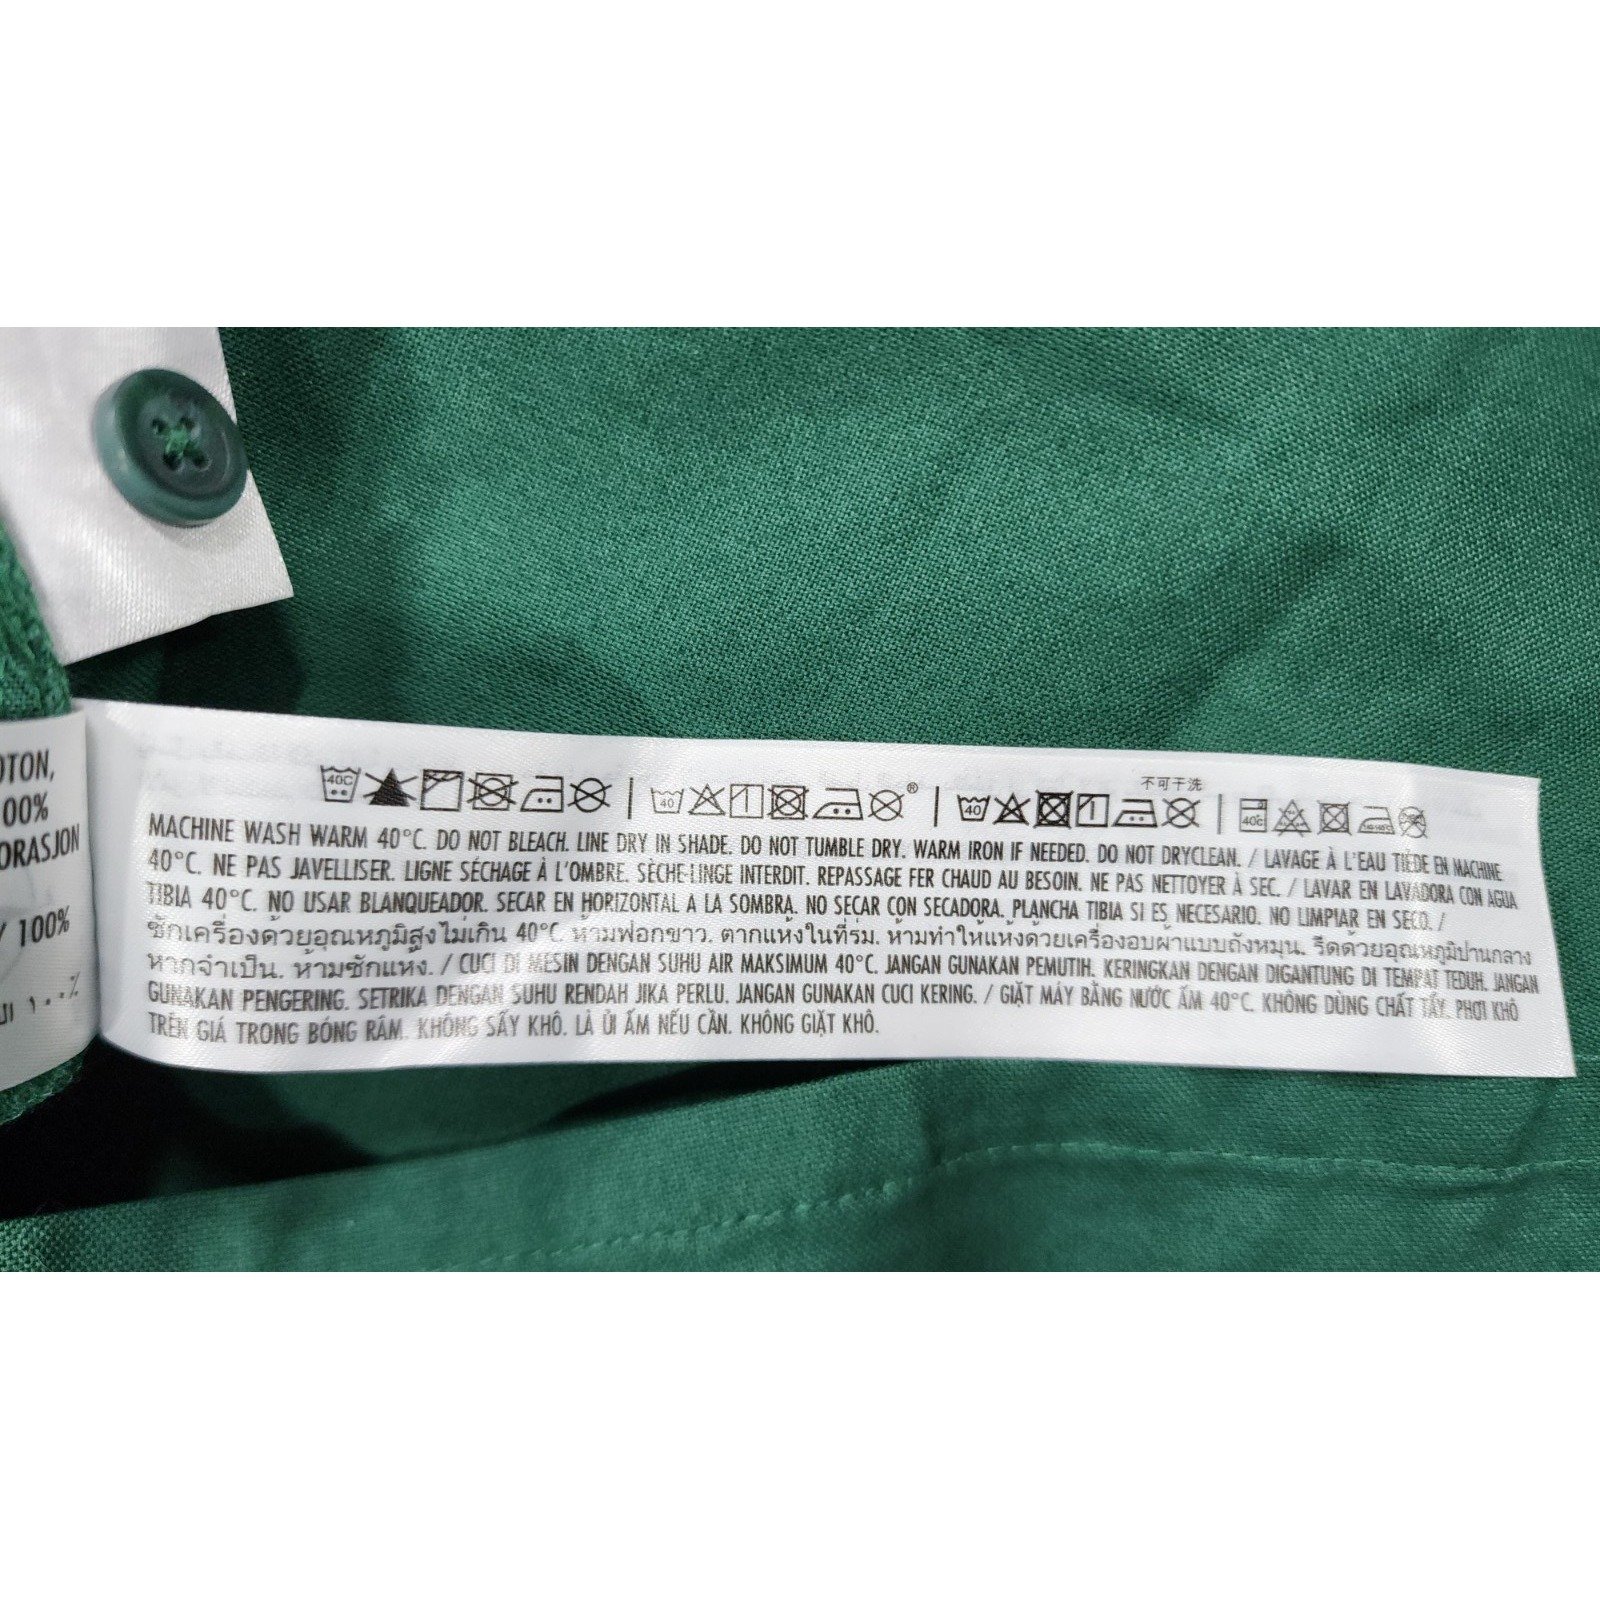 OTON,
00%
ORASJON
100%
40C
40
®
40
不可干洗
40C
MACHINE WASH WARM 40°C. DO NOT BLEACH. LINE DRY IN SHADE. DO NOT TUMBLE DRY. WARM IRON IF NEEDED. DO NOT DRYCLEAN. / LAVAGE À L'EAU TIÈDE EN MACHINE
40°C. NE PAS JAVELLISER. LIGNE SÉCHAGE À L'OMBRE. SÈCHE-LINGE INTERDIT. REPASSAGE FER CHAUD AU BESOIN. NE PAS NETTOYER À SEC. / LAVAR EN LAVADORA CON AGUA
TIBIA 40°C. NO USAR BLANQUEADOR. SECAR EN HORIZONTAL A LA SOMBRA. NO SECAR CON SECADORA. PLANCHA TIBIA SI ES NECESARIO. NO LIMPIAR EN SECO. /
ซักเครื่องด้วยอุณหภูมิสูงไม่เกิน 40°C. ห้ามฟอกขาว. ตากแห้งในที่ร่ม. ห้ามทำให้แห้งด้วยเครื่องอบผ้าแบบถังหมุน. รีดด้วยอุณหภูมิปานกลาง
หากจำเป็น. ห้ามซักแห้ง. / CUCI DI MESIN DENGAN SUHU AIR MAKSIMUM 40°C. JANGAN GUNAKAN PEMUTIH. KERINGKAN DENGAN DIGANTUNG DI TEMPAT TEDUH. JANGAN
GUNAKAN PENGERING. SETRIKA DENGAN SUHU RENDAH JIKA PERLU. JANGAN GUNAKAN CUCI KERING. / GIẶT MÁY BẰNG NƯỚC ẤM 40°C. KHÔNG DÙNG CHẤT TẨY. PHƠI KHÔ
TRÊN GIÁ TRONG BÓNG RÂM. KHÔNG SẤY KHÔ. LÀ ỦI ẤM NẾU CẦN. KHÔNG GIẶT KHÔ.